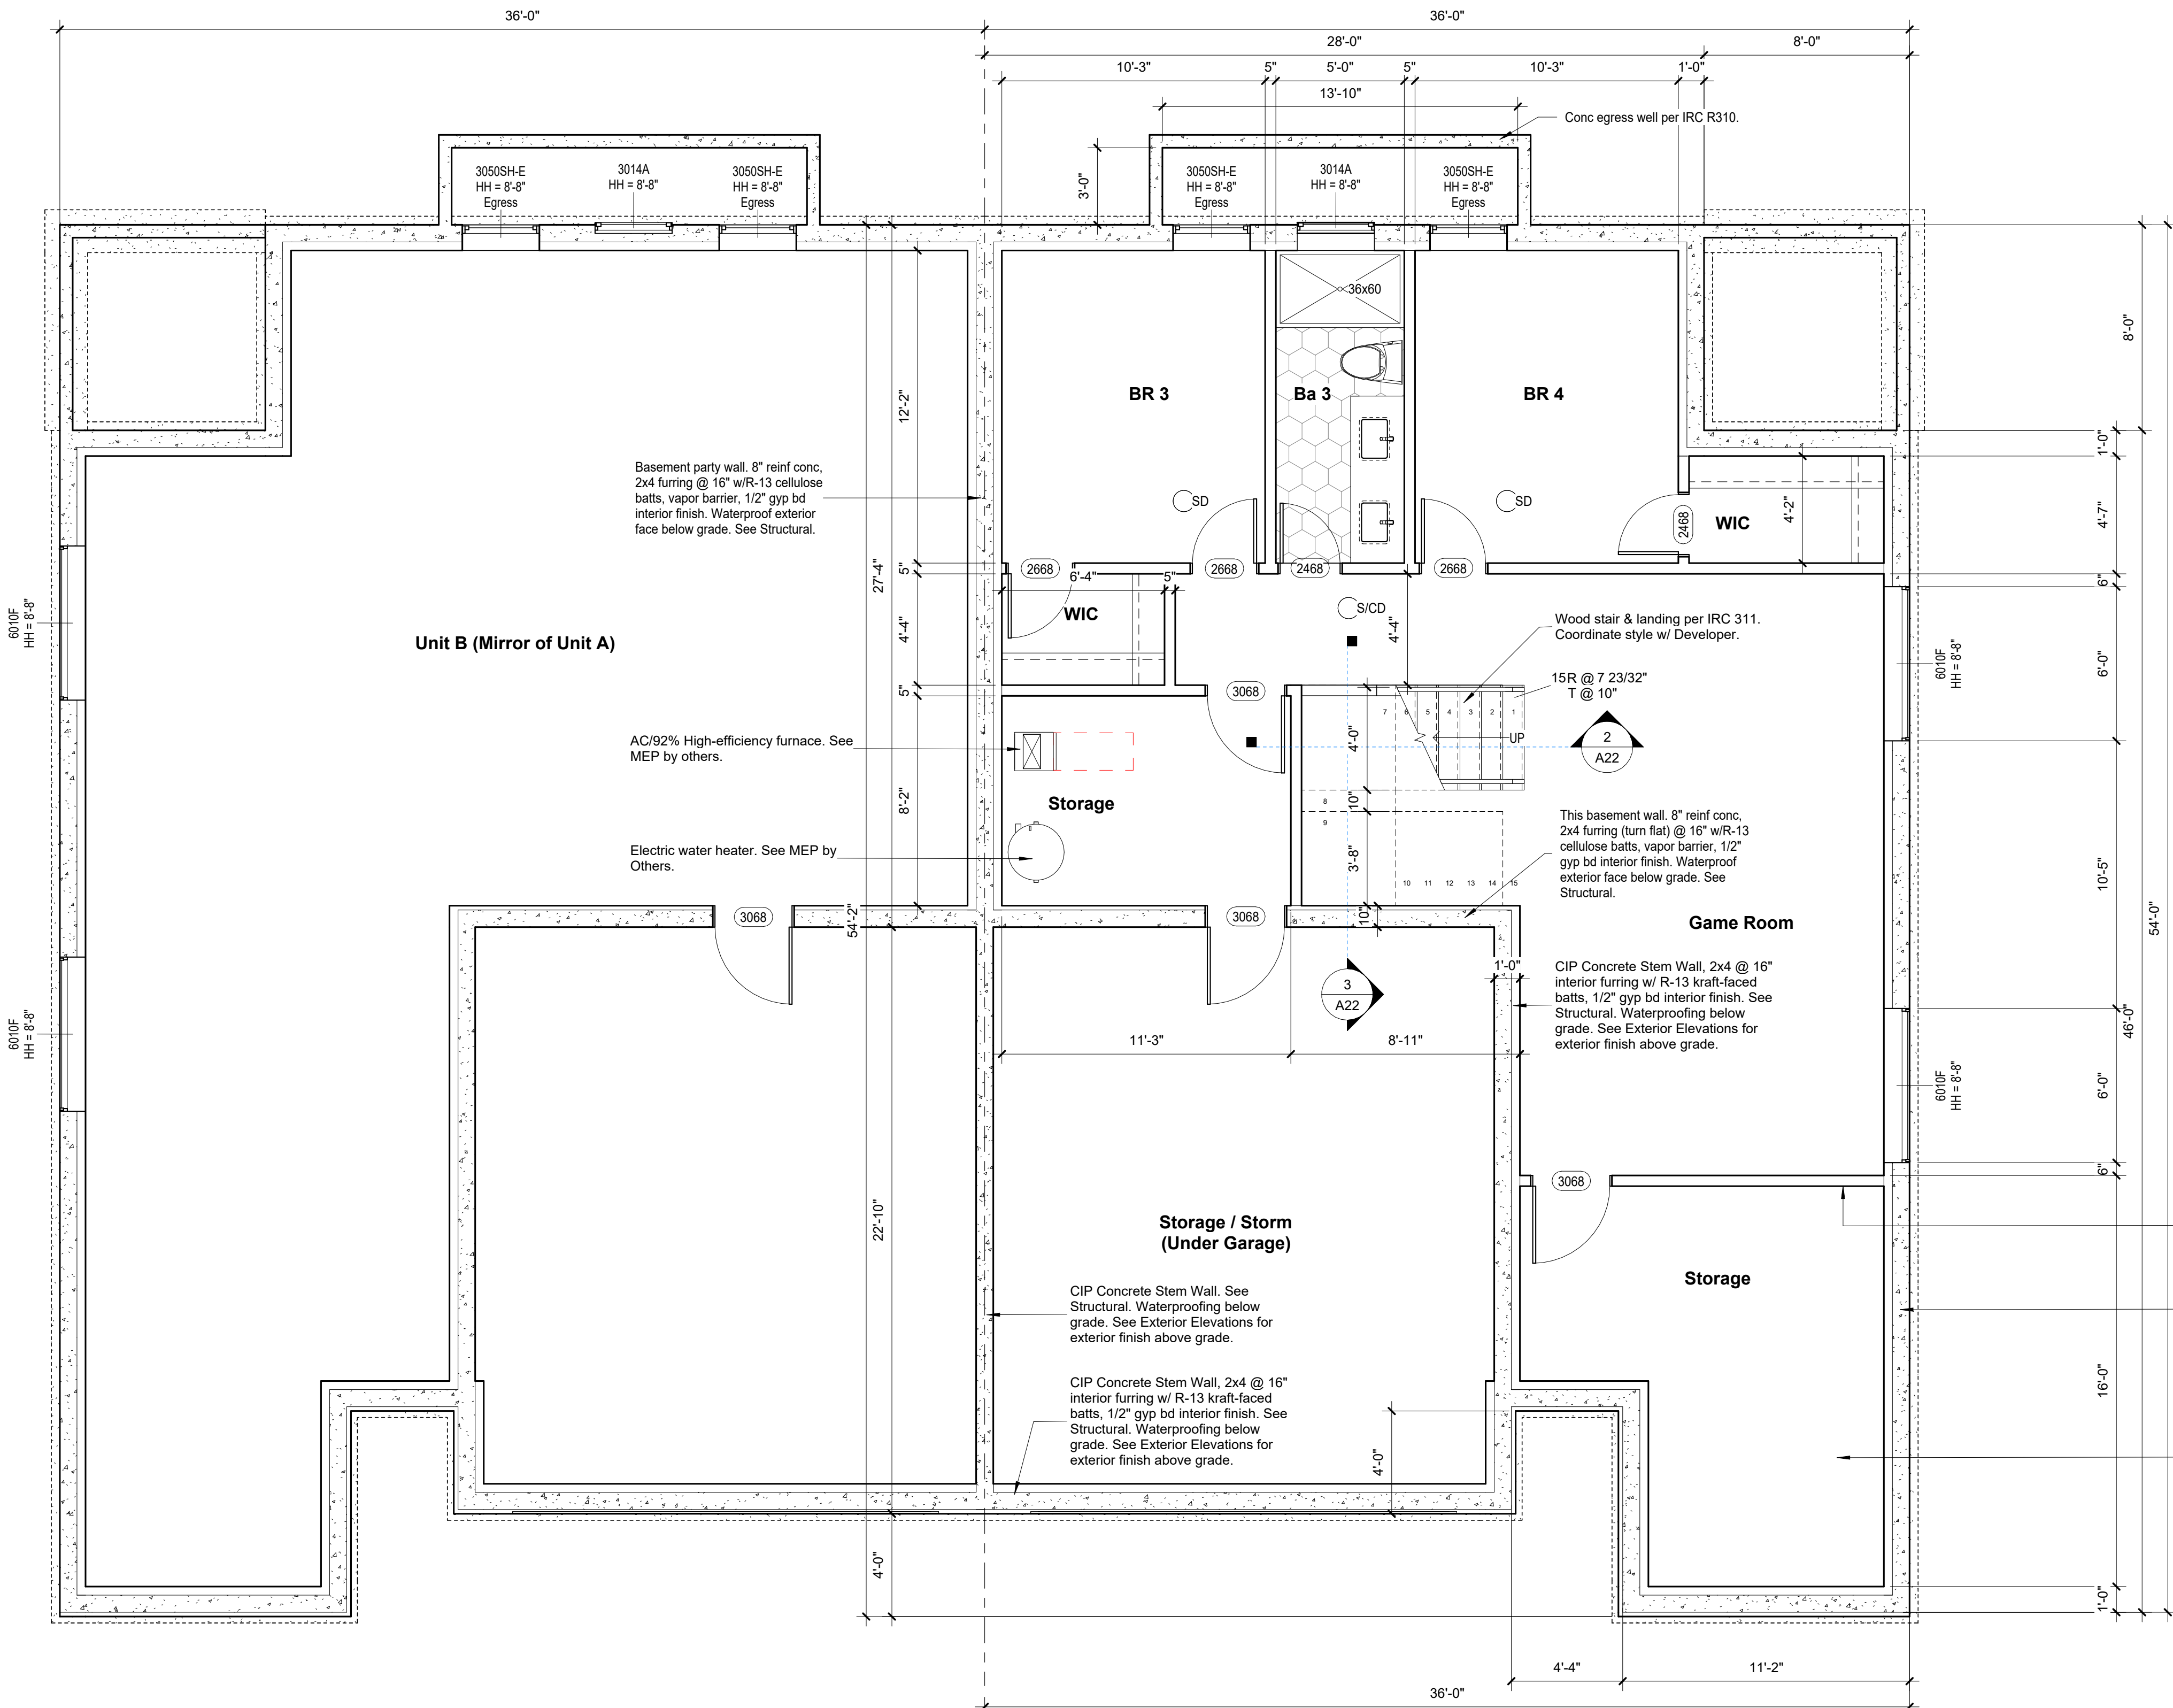 36'-0"
36'-0"
28'-0"
8'-0"
10'-3"
5"
5'-0"
5"
10'-3"
1'-0"
13'-10"
Conc egress well per IRC R310.
3050SH-E
HH = 8'-8"
Egress
3014A
HH = 8'-8"
3050SH-E
HH = 8'-8"
Egress
3'-0"
3050SH-E
HH = 8'-8"
Egress
3014A
HH = 8'-8"
3050SH-E
HH = 8'-8"
Egress
36x60
8'-0"
12'-2"
BR 3
Ba 3
BR 4
1'-0"
Basement party wall. 8" reinf conc,
2x4 furring @ 16" w/R-13 cellulose
batts, vapor barrier, 1/2" gyp bd
interior finish. Waterproof exterior
face below grade. See Structural.
SD
SD
2468
WIC
4'-2"
4'-7"
27'-4"
5"
2668
6'-4"
5"
2668
2468
2668
6"
6010F
HH = 8'-8"
Unit B (Mirror of Unit A)
4'-4"
WIC
S/CD
4'-4"
Wood stair & landing per IRC 311.
Coordinate style w/ Developer.
6010F
HH = 8'-8"
6'-0"
5"
3068
15R @ 7 23/32"
T @ 10"
7
6
5
4
3
2
1
UP
2
A22
AC/92% High-efficiency furnace. See
MEP by others.
4'-0"
8'-2"
Storage
10"
8
9
This basement wall. 8" reinf conc,
2x4 furring (turn flat) @ 16" w/R-13
cellulose batts, vapor barrier, 1/2"
gyp bd interior finish. Waterproof
exterior face below grade. See
Structural.
Electric water heater. See MEP by
Others.
3'-8"
10
11
12
13
14
15
10'-5"
3068
54'-2"
3068
10"
Game Room
54'-0"
1'-0"
CIP Concrete Stem Wall, 2x4 @ 16"
interior furring w/ R-13 kraft-faced
batts, 1/2" gyp bd interior finish. See
Structural. Waterproofing below
grade. See Exterior Elevations for
exterior finish above grade.
3
A22
6010F
HH = 8'-8"
11'-3"
8'-11"
46'-0"
6010F
HH = 8'-8"
6'-0"
6"
3068
22'-10"
Storage / Storm
(Under Garage)
Storage
CIP Concrete Stem Wall. See
Structural. Waterproofing below
grade. See Exterior Elevations for
exterior finish above grade.
CIP Concrete Stem Wall, 2x4 @ 16"
interior furring w/ R-13 kraft-faced
batts, 1/2" gyp bd interior finish. See
Structural. Waterproofing below
grade. See Exterior Elevations for
exterior finish above grade.
4'-0"
16'-0"
4'-0"
1'-0"
4'-4"
11'-2"
36'-0"